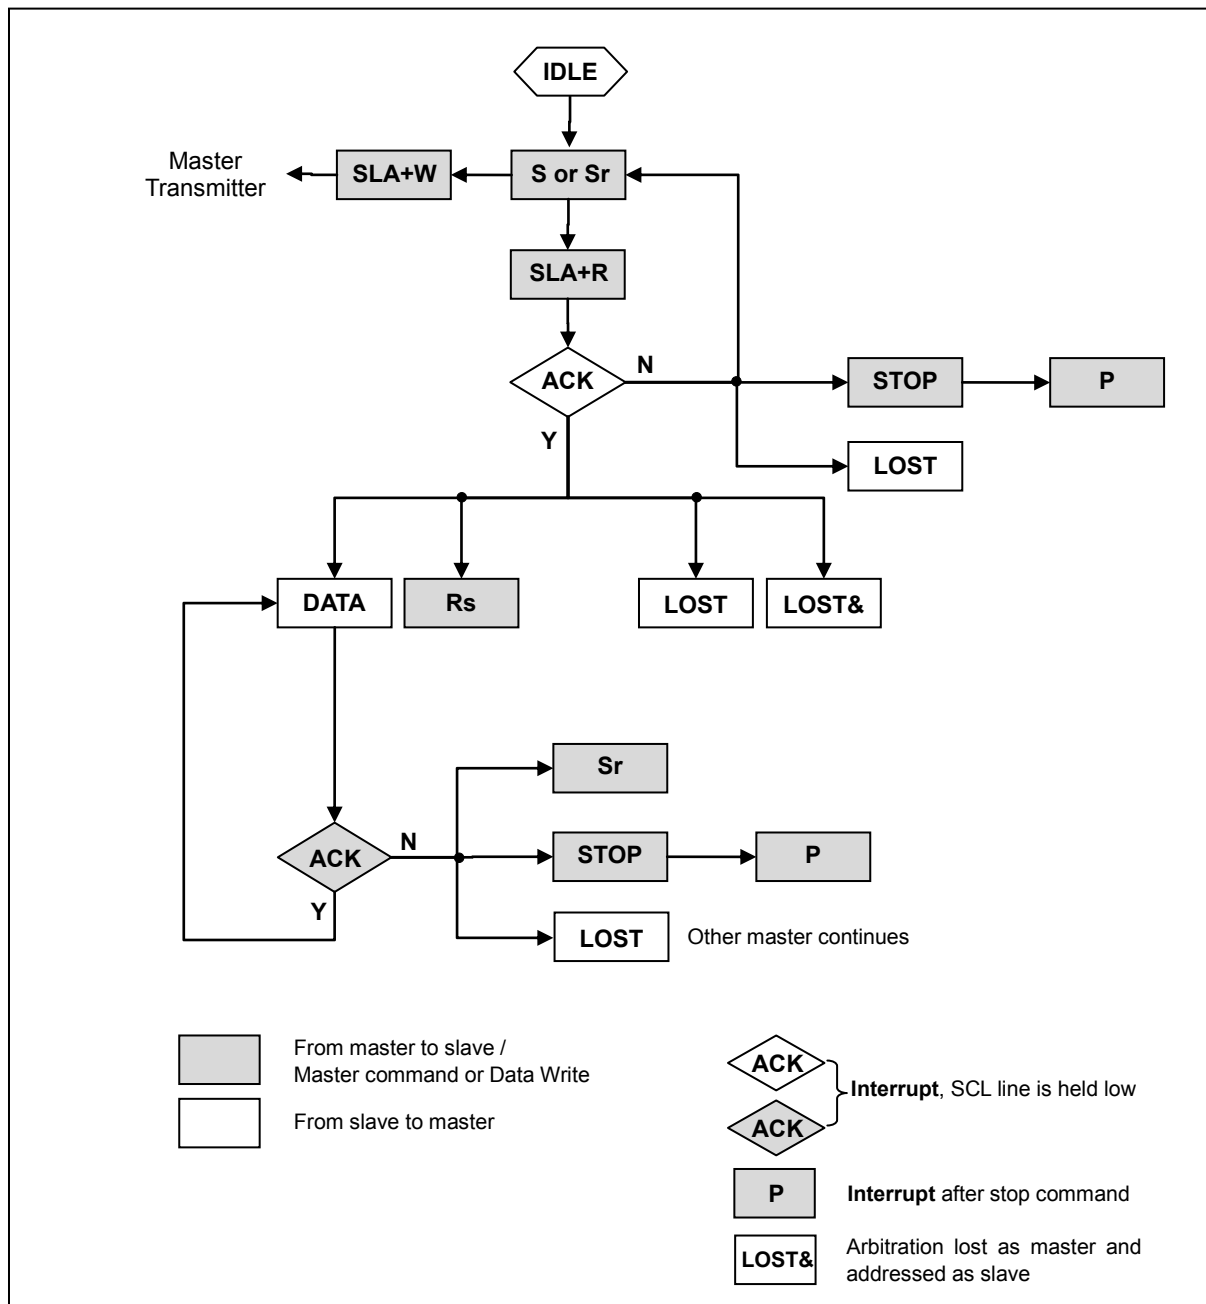 IDLE
Master
Transmitter
SLA+W
S or Sr
SLA+R
ACK
N
STOP
P
Y
LOST
DATA
Rs
LOST
LOST&
Sr
ACK
N
STOP
P
Y
LOST
Other master continues
From master to slave /
Master command or Data Write
From slave to master
ACK
Interrupt, SCL line is held low
ACK
P
Interrupt after stop command
LOST&
Arbitration lost as master and
addressed as slave